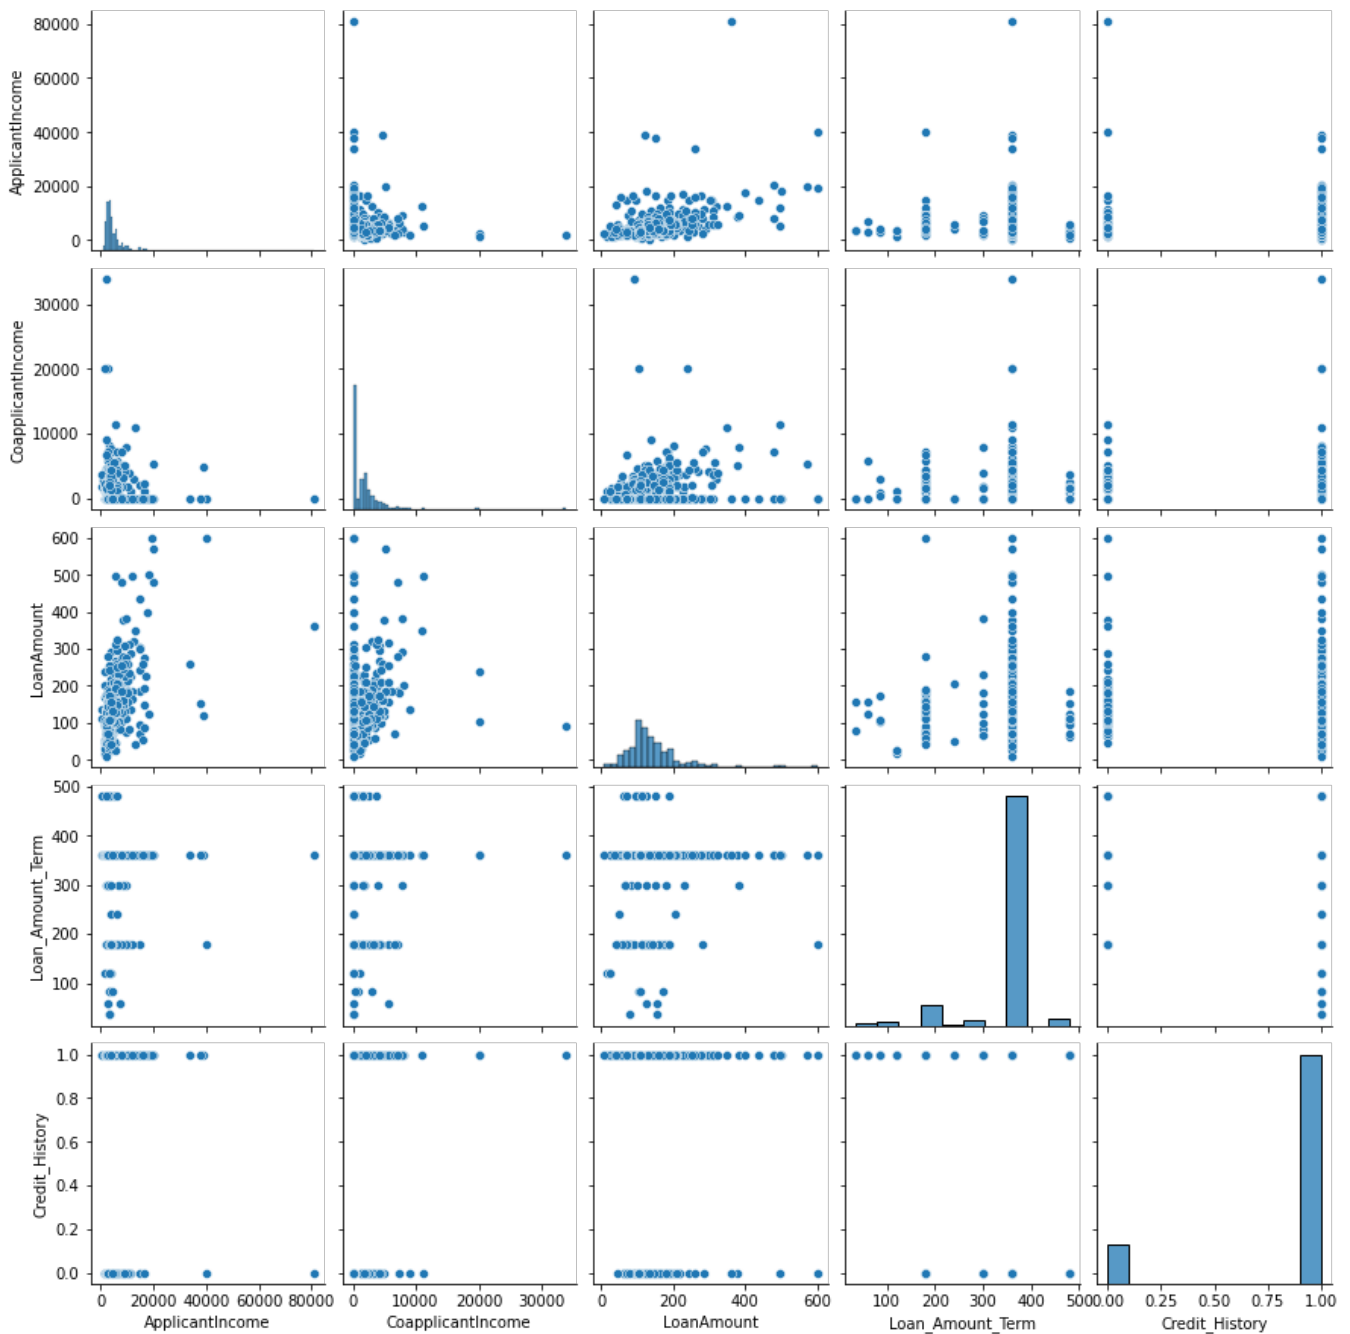 80000
60000
40000
20000
0
ApplicantIncome
30000
20000
10000
0
CoapplicantIncome
600
500
400
300
200
100
0
LoanAmount
500
400
300
200
100
Loan_Amount_Term
1.0
0.8
0.6
0.4
0.2
0.0
Credit_History
0 20000 40000 60000 80000
ApplicantIncome
0 10000 20000 30000
CoapplicantIncome
0 200 400 600
LoanAmount
100 200 300 400 500
Loan_Amount_Term
0.00 0.25 0.50 0.75 1.00
Credit_History